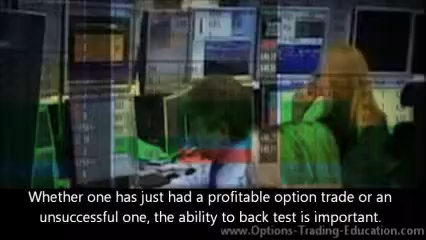 Whether one has just had a profitable option trade or an
unsuccessful one, the ability to back test is important.
www.Options-Trading-Education.com